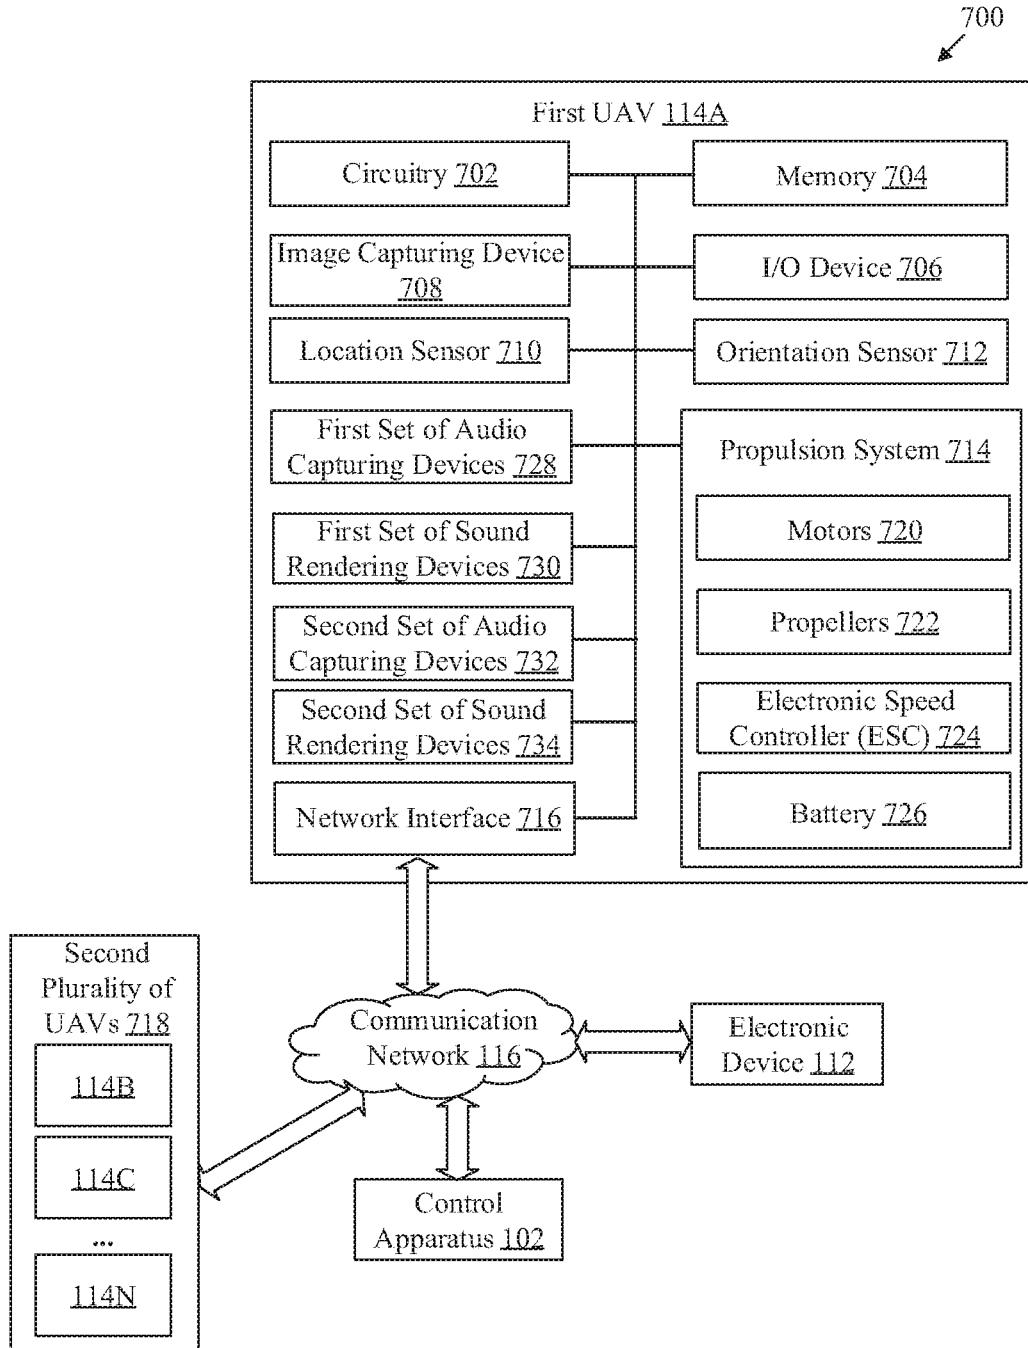 700
First UAV 114A
Circuitry 702
Memory 704
Image Capturing Device
708
I/O Device 706
Location Sensor 710
Orientation Sensor 712
First Set of Audio
Capturing Devices 728
Propulsion System 714
Motors 720
First Set of Sound
Rendering Devices 730
Propellers 722
Second Set of Audio
Capturing Devices 732
Electronic Speed
Controller (ESC) 724
Second Set of Sound
Rendering Devices 734
Battery 726
Network Interface 716
Second
Plurality of
UAVs 718
114B
114C
...
114N
Communication
Network 116
Electronic
Device 112
Control
Apparatus 102